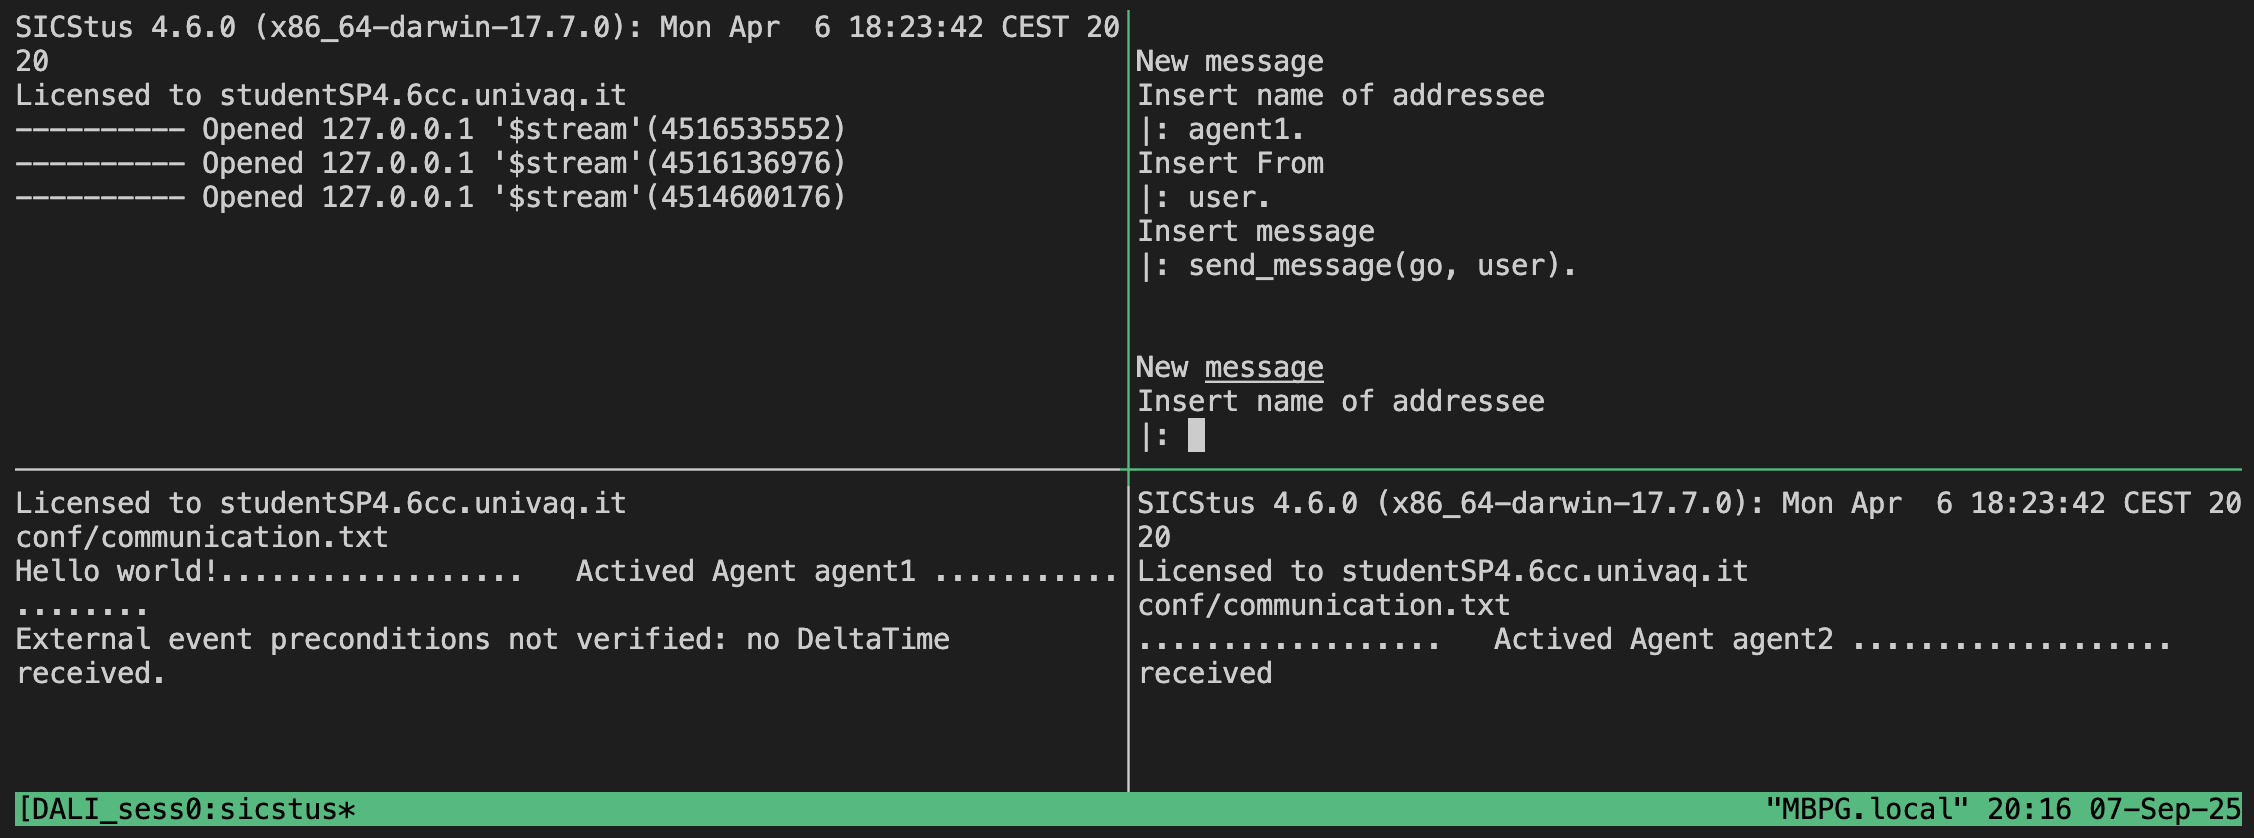 SICStus 4.6.0 (x86_64-darwin-17.7.0): Mon Apr  6 18:23:42 CEST 20
20
Licensed to studentSP4.6cc.univaq.it
---------- Opened 127.0.0.1 '$stream'(4516535552)
---------- Opened 127.0.0.1 '$stream'(4516136976)
---------- Opened 127.0.0.1 '$stream'(4514600176)
New message
Insert name of addressee
|: agent1.
Insert From
|: user.
Insert message
|: send_message(go, user).
New message
Insert name of addressee
|:
Licensed to studentSP4.6cc.univaq.it
conf/communication.txt
Hello world!..................   Actived Agent agent1 ...........
........
External event preconditions not verified: no DeltaTime
received.
SICStus 4.6.0 (x86_64-darwin-17.7.0): Mon Apr  6 18:23:42 CEST 20
20
Licensed to studentSP4.6cc.univaq.it
conf/communication.txt
..................   Actived Agent agent2 ...................
received
[DALI_sess0:sicstus* "MBPG.local" 20:16 07-Sep-25